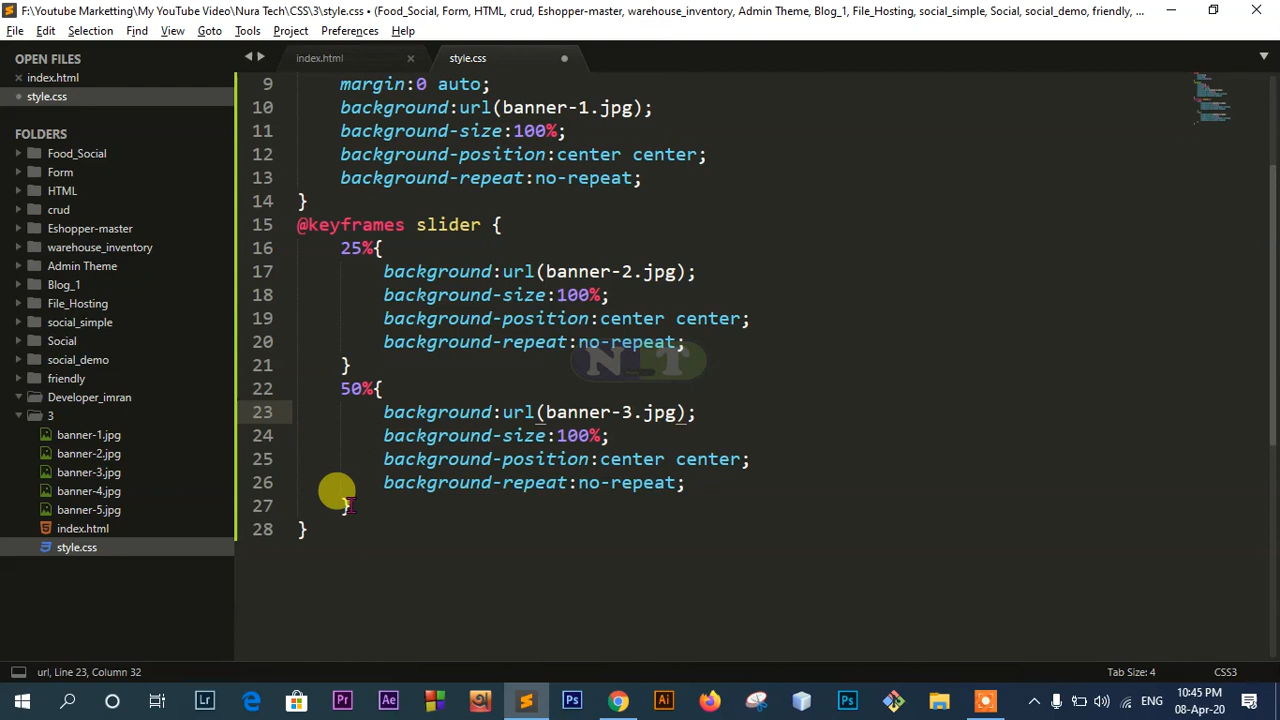 F:\Youtube Marketting\My YouTube Video\Nura Tech\CSS\3\style.css • (Food_Social, Form, HTML, crud, Eshopper-master, warehouse_inventory, Admin Theme, Blog_1, File_Hosting, social_simple, Social, social_demo, friendly, ...
File Edit Selection Find View Goto Tools Project Preferences Help
OPEN FILES
index.html
style.css
FOLDERS
Food_Social
Form
HTML
crud
Eshopper-master
warehouse_inventory
Admin Theme
Blog_1
File_Hosting
social_simple
Social
social_demo
friendly
Developer_imran
3
banner-1.jpg
banner-2.jpg
banner-3.jpg
banner-4.jpg
banner-5.jpg
index.html
style.css
index.html style.css
9 margin:0 auto;
10 background:url(banner-1.jpg);
11 background-size:100%;
12 background-position:center center;
13 background-repeat:no-repeat;
14 }
15 @keyframes slider {
16 25%{
17 background:url(banner-2.jpg);
18 background-size:100%;
19 background-position:center center;
20 background-repeat:no-repeat;
21 }
22 50%{
23 background:url(banner-3.jpg);
24 background-size:100%;
25 background-position:center center;
26 background-repeat:no-repeat;
27 }
28 }
N T
url, Line 23, Column 32 Tab Size: 4 CSS3
Lr Pr Ae Ps Ai Ps ENG
10:45 PM
08-Apr-20